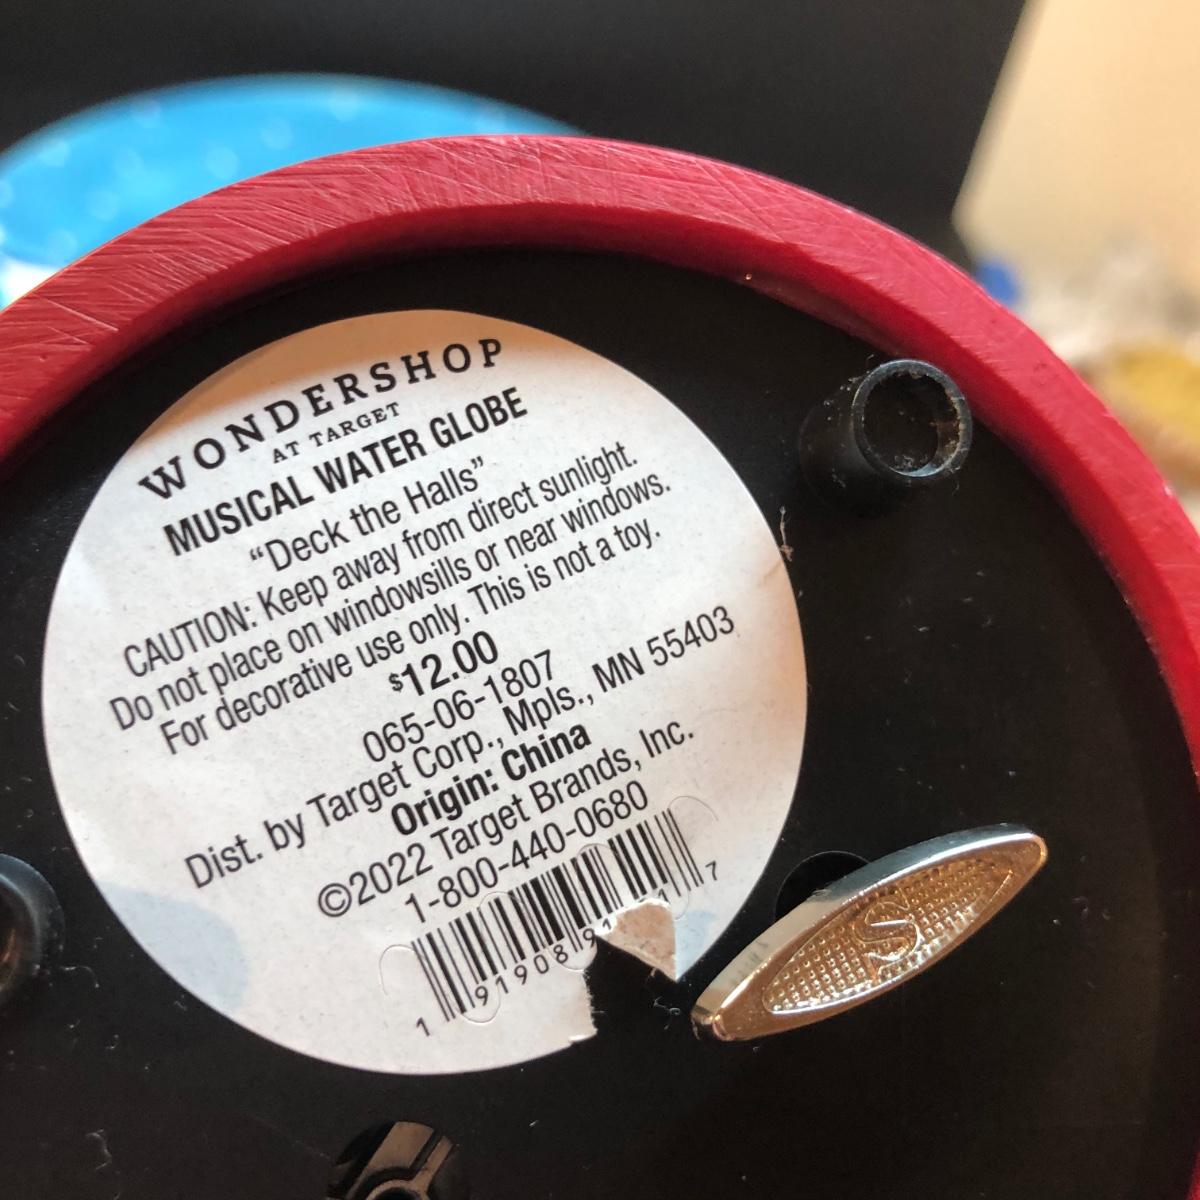 WONDERSHOP
AT TARGET
MUSICAL WATER GLOBE
“Deck the Halls”
CAUTION: Keep away from direct sunlight.
Do not place on windowsills or near windows.
For decorative use only. This is not a toy.
$12.00
065-06-1807
Dist. by Target Corp., Mpls., MN 55403
Origin: China
©2022 Target Brands, Inc.
1-800-440-0680
S